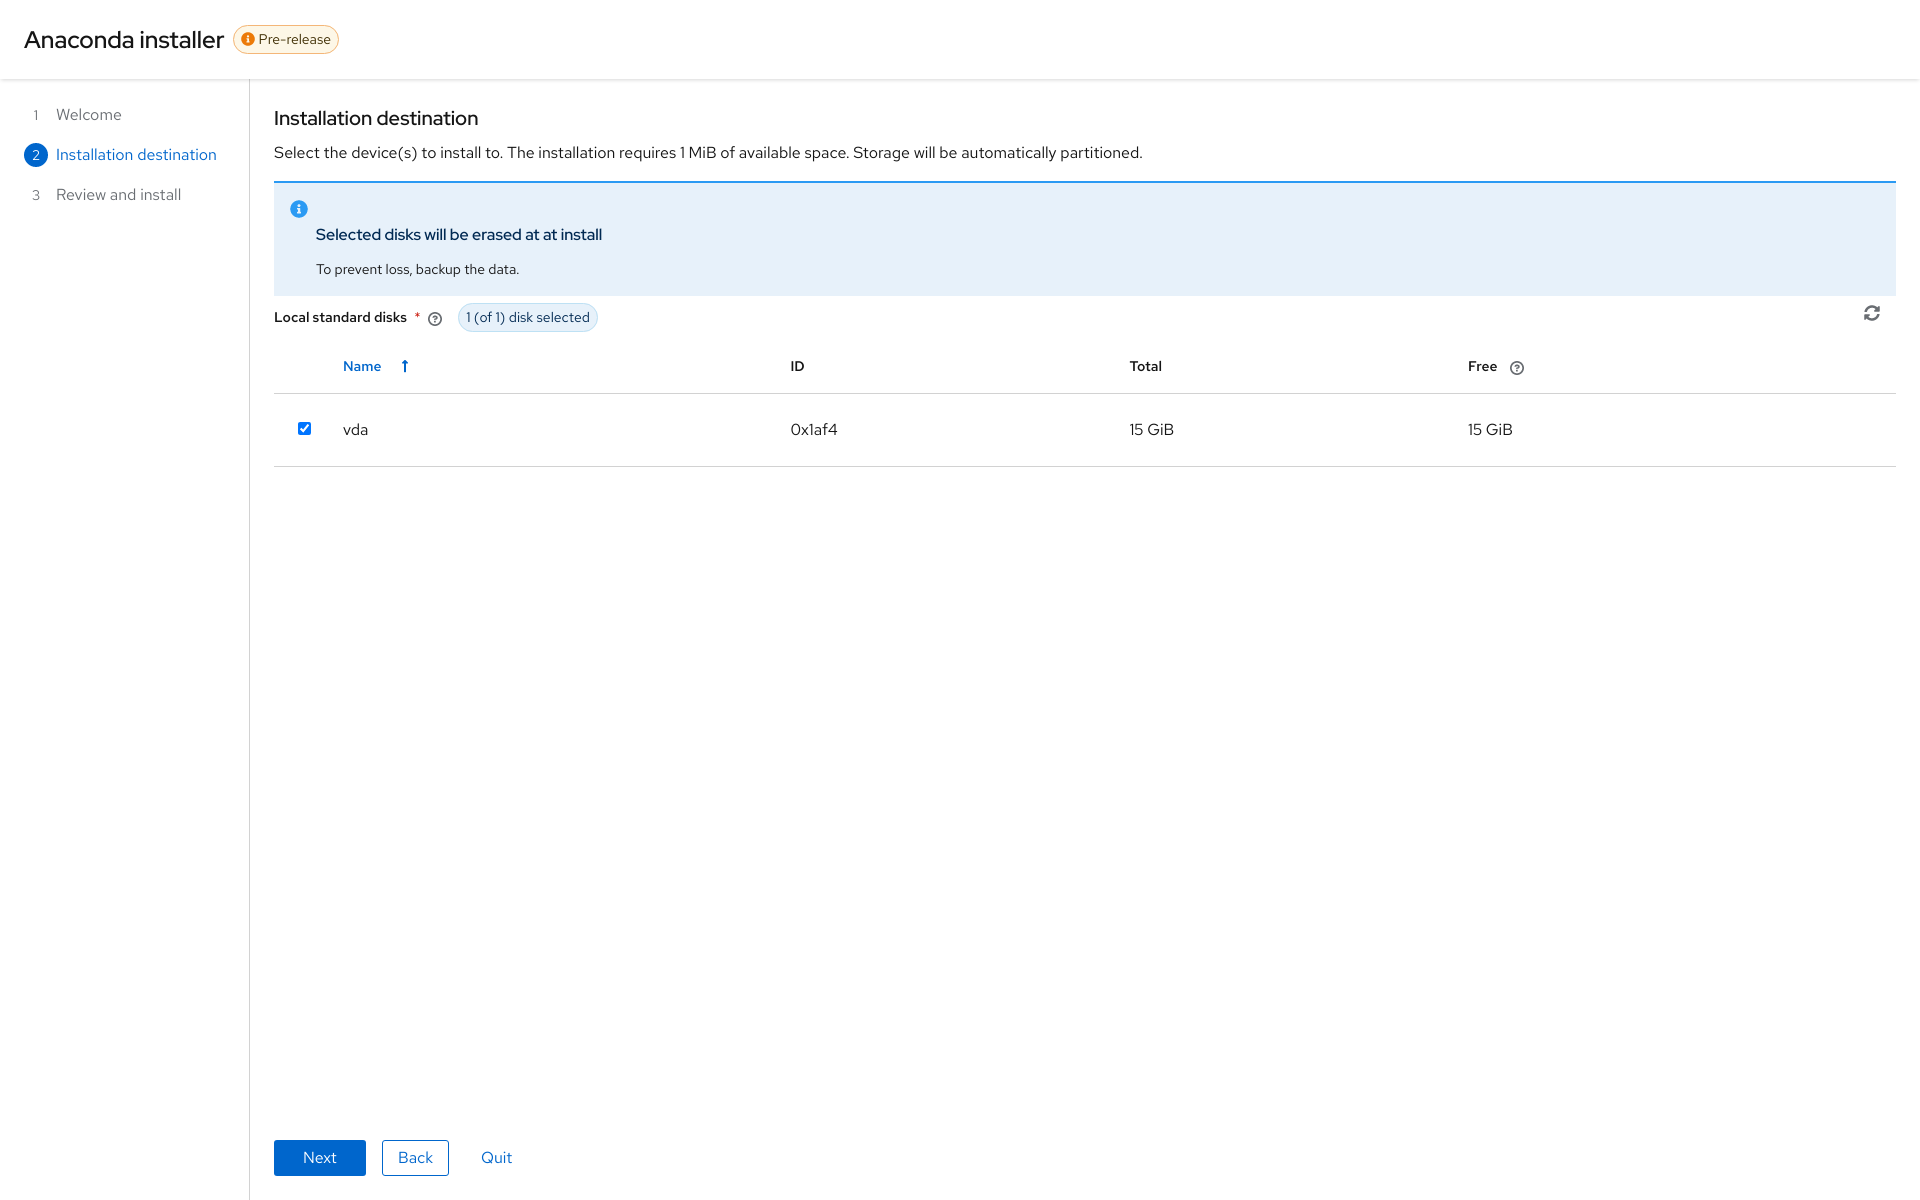 Anaconda installer Pre-release
1 Welcome
2 Installation destination
3 Review and install
Installation destination
Select the device(s) to install to. The installation requires 1 MiB of available space. Storage will be automatically partitioned.
Selected disks will be erased at at install
To prevent loss, backup the data.
Local standard disks * 1 (of 1) disk selected
Name ID Total Free
vda 0x1af4 15 GiB 15 GiB
Next Back Quit